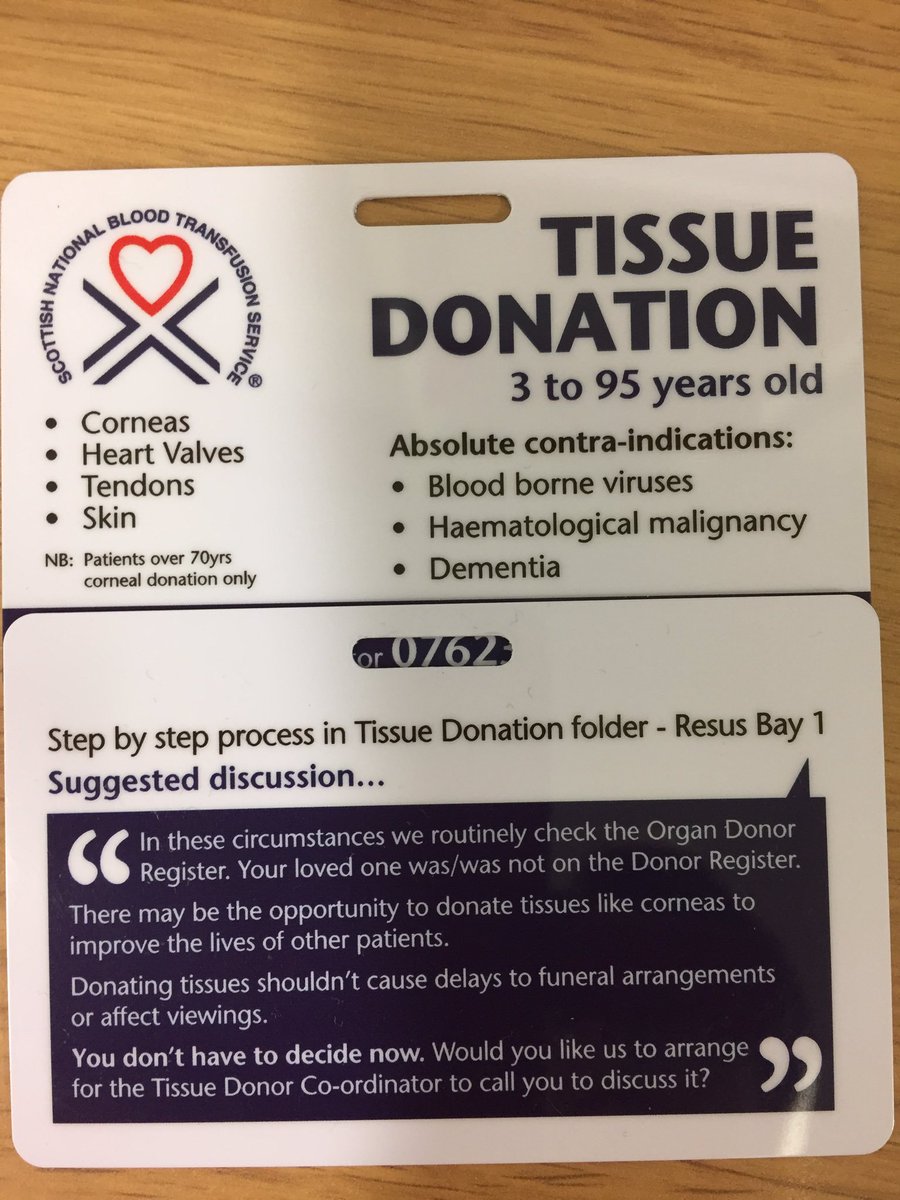 SCOTTISH NATIONAL BLOOD TRANSFUSION SERVICE ®
TISSUE
DONATION
3 to 95 years old
• Corneas
• Heart Valves
• Tendons
• Skin
NB: Patients over 70yrs
corneal donation only
Absolute contra-indications:
• Blood borne viruses
• Haematological malignancy
• Dementia
or 0762
Step by step process in Tissue Donation folder - Resus Bay 1
Suggested discussion...
“ In these circumstances we routinely check the Organ Donor
Register. Your loved one was/was not on the Donor Register.
There may be the opportunity to donate tissues like corneas to
improve the lives of other patients.
Donating tissues shouldn't cause delays to funeral arrangements
or affect viewings.
You don't have to decide now. Would you like us to arrange
for the Tissue Donor Co-ordinator to call you to discuss it? ”